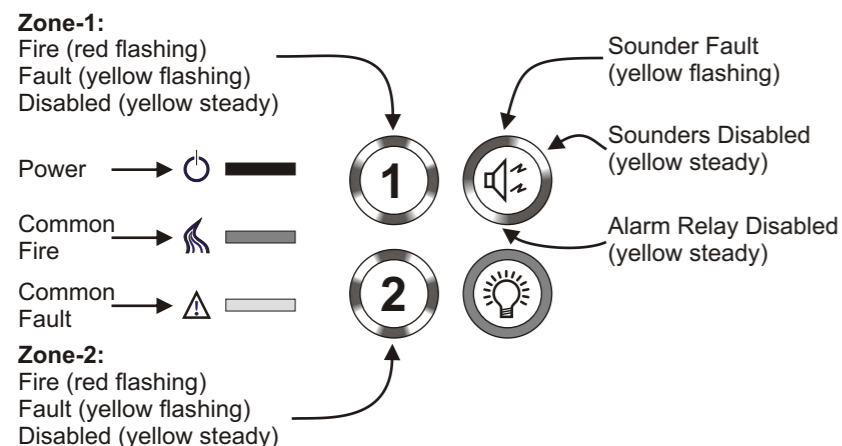 Zone-1:
Fire (red flashing)
Fault (yellow flashing)
Disabled (yellow steady)
Power
Common
Fire
Common
Fault
1
2
Sounder Fault
(yellow flashing)
Sounders Disabled
(yellow steady)
Alarm Relay Disabled
(yellow steady)
Zone-2:
Fire (red flashing)
Fault (yellow flashing)
Disabled (yellow steady)